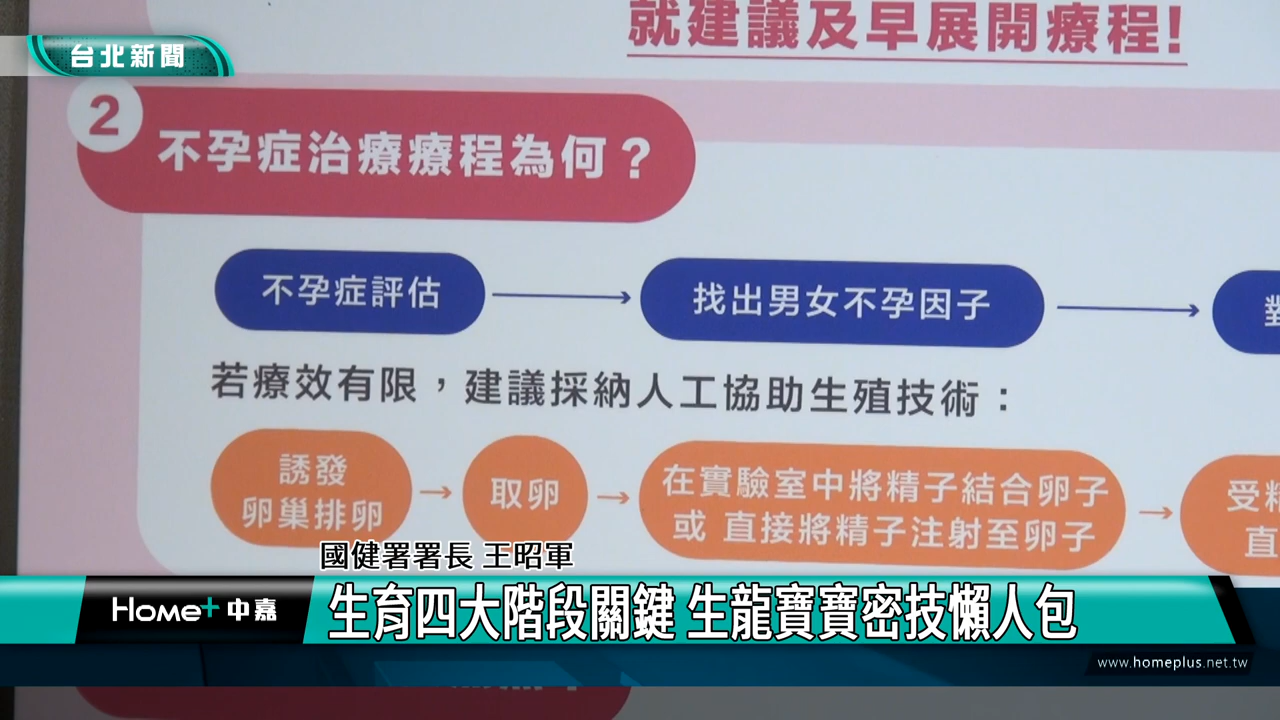 就建議及早展開療程!
台北新聞
2
不孕症治療療程為何？
不孕症評估
找出男女不孕因子
對
若療效有限，建議採納人工協助生殖技術：
誘發
卵巢排卵
取卵
在實驗室中將精子結合卵子
或 直接將精子注射至卵子
受精
直
國健署署長 王昭軍
Home+中嘉
生育四大階段關鍵 生龍寶寶密技懶人包
www.homeplus.net.tw